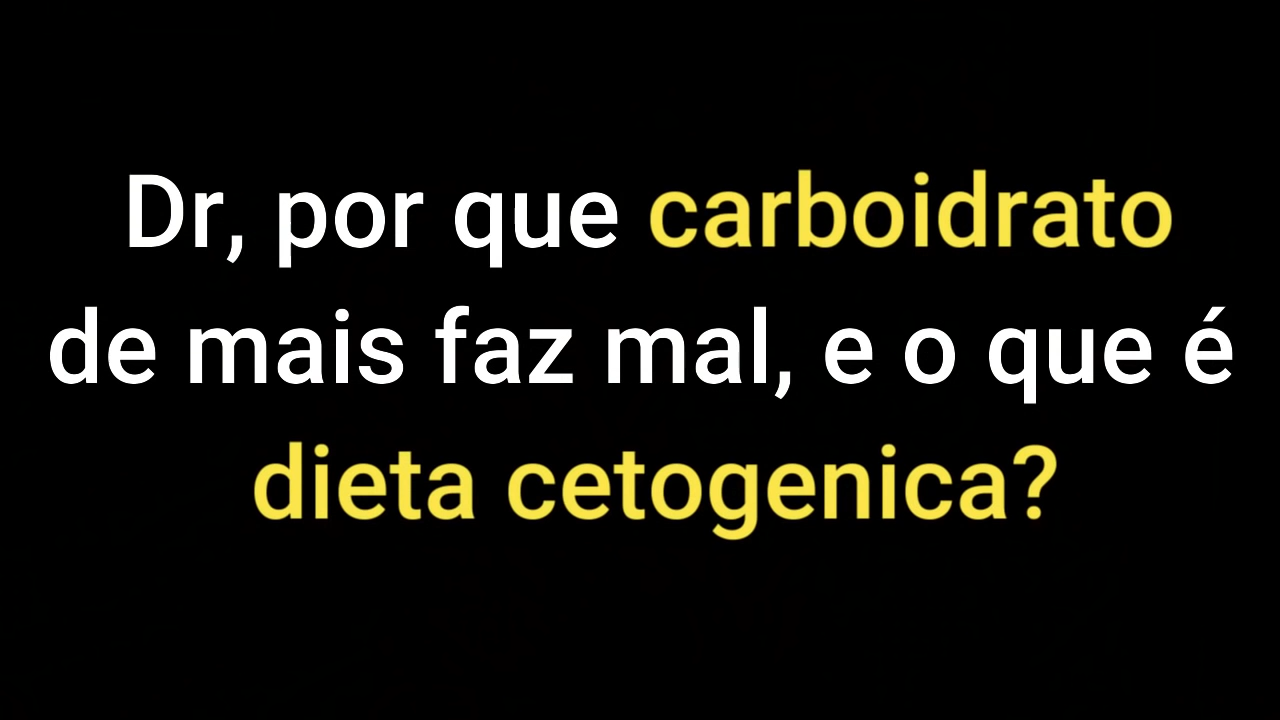 Dr, por que carboidrato
de mais faz mal, e o que é
dieta cetogenica?